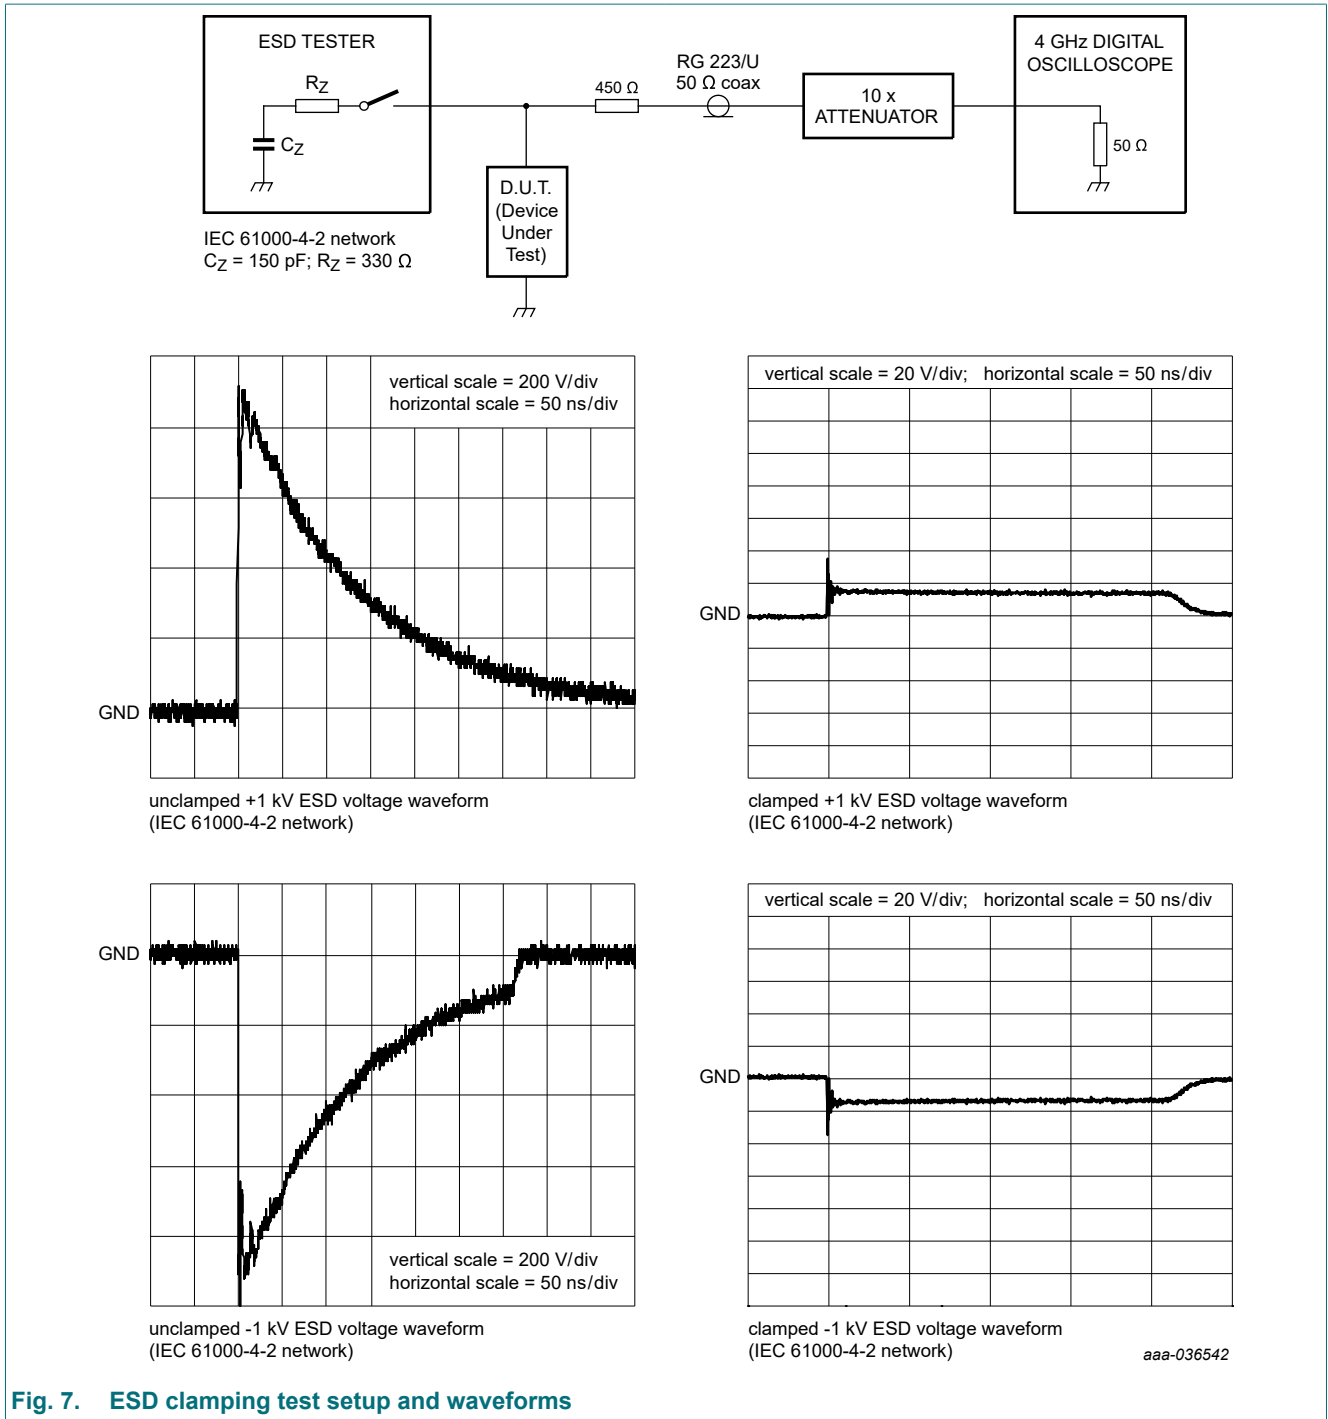 ESD TESTER
RZ
CZ
IEC 61000-4-2 network
CZ = 150 pF; RZ = 330 Ω
450 Ω
RG 223/U
50 Ω coax
10 x
ATTENUATOR
4 GHz DIGITAL
OSCILLOSCOPE
50 Ω
D.U.T.
(Device
Under
Test)
vertical scale = 200 V/div
horizontal scale = 50 ns/div
GND
unclamped +1 kV ESD voltage waveform
(IEC 61000-4-2 network)
vertical scale = 20 V/div; horizontal scale = 50 ns/div
GND
clamped +1 kV ESD voltage waveform
(IEC 61000-4-2 network)
GND
vertical scale = 200 V/div
horizontal scale = 50 ns/div
unclamped -1 kV ESD voltage waveform
(IEC 61000-4-2 network)
vertical scale = 20 V/div; horizontal scale = 50 ns/div
GND
clamped -1 kV ESD voltage waveform
(IEC 61000-4-2 network)
aaa-036542
Fig. 7. ESD clamping test setup and waveforms